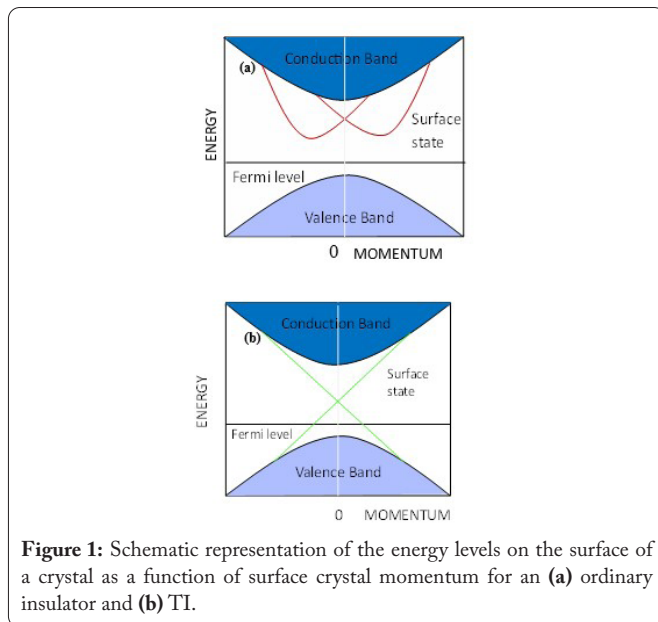 Conduction Band
(a)
ENERGY
Surface
state
Fermi level
Valence Band
0 MOMENTUM
Conduction Band
(b)
ENERGY
Surface
state
Fermi level
Valence Band
0 MOMENTUM
Figure 1: Schematic representation of the energy levels on the surface of
a crystal as a function of surface crystal momentum for an (a) ordinary
insulator and (b) TI.